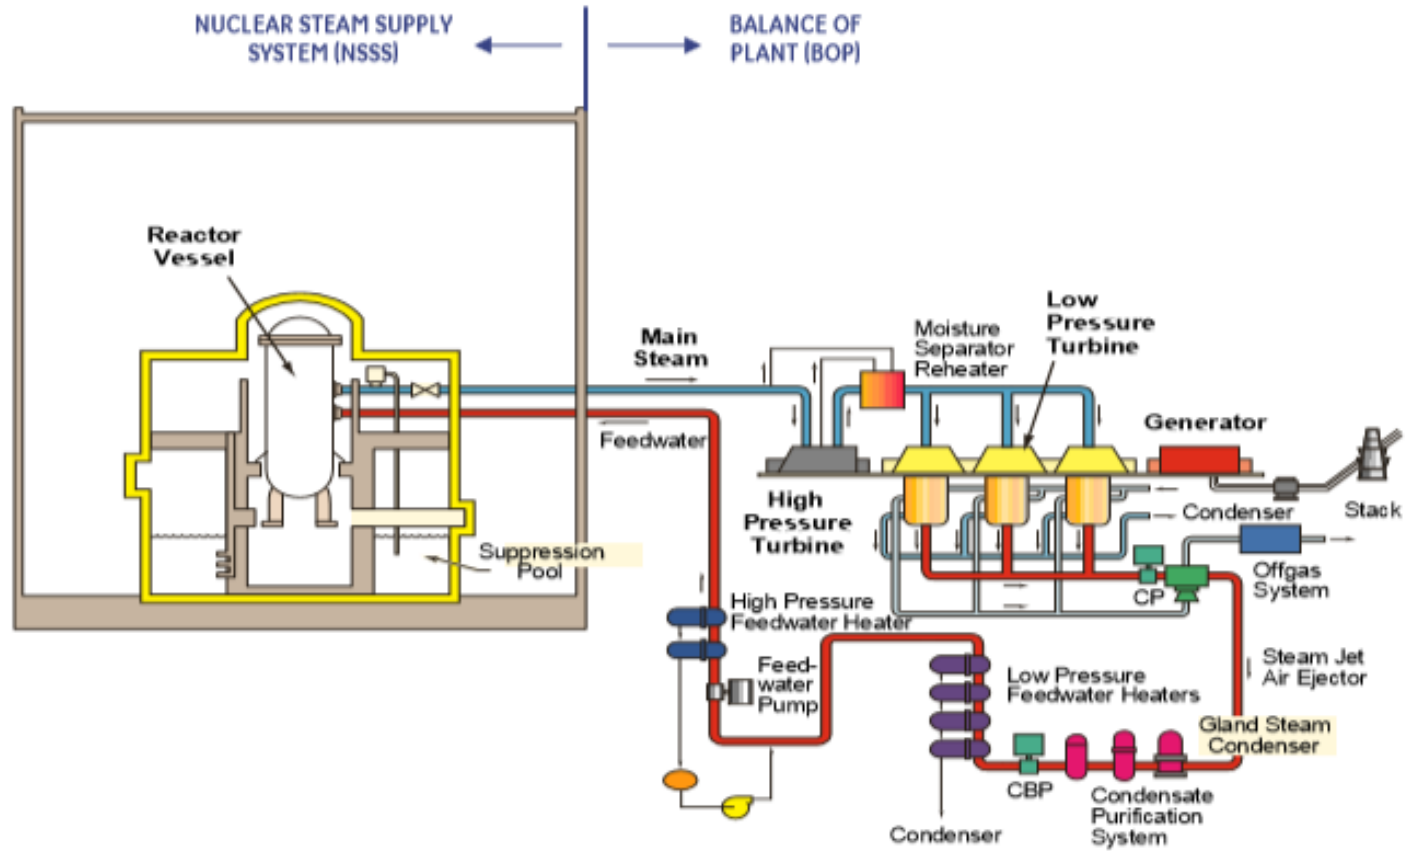 NUCLEAR STEAM SUPPLY
SYSTEM (NSSS)
BALANCE OF
PLANT (BOP)
Reactor
Vessel
Main
Steam
Feedwater
Moisture
Separator
Reheater
Low
Pressure
Turbine
Generator
High
Pressure
Turbine
Condenser
Stack
Suppression
Pool
Offgas
System
CP
High Pressure
Feedwater Heater
Feed-
water
Pump
Low Pressure
Feedwater Heaters
Steam Jet
Air Ejector
Gland Steam
Condenser
CBP
Condensate
Purification
System
Condenser